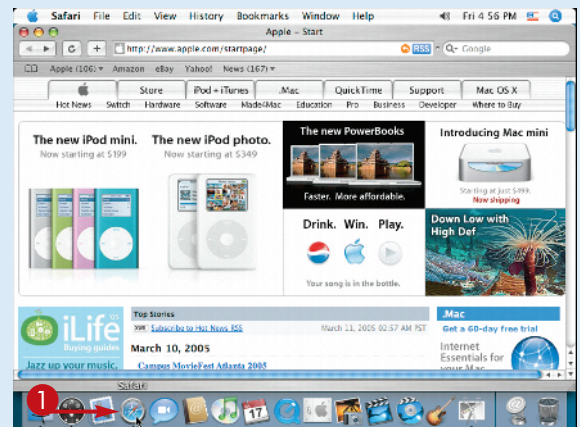 Safari File Edit View History Bookmarks Window Help Fri 4 56 PM
Apple – Start
http://www.apple.com/startpage/ RSS Google
Apple (106) Amazon eBay Yahoo! News (167)
Store iPod + iTunes .Mac QuickTime Support Mac OS X
Hot News Switch Hardware Software Made4Mac Education Pro Business Developer Where to Buy
The new iPod mini.
Now starting at $199
The new iPod photo.
Now starting at $349
The new PowerBooks
Faster. More affordable.
Introducing Mac mini
Starting at just $499.
Now shipping
Drink. Win. Play.
Your song is in the bottle.
Down Low with
High Def
iLife '05
Buying guides
Jazz up your music.
Top Stories
XML Subscribe to Hot News RSS March 11, 2005 02:57 AM PST
March 10, 2005
Campus MovieFest Atlanta 2005
.Mac
Get a 60-day free trial
Internet
Essentials for
your Mac
Safari
1
17